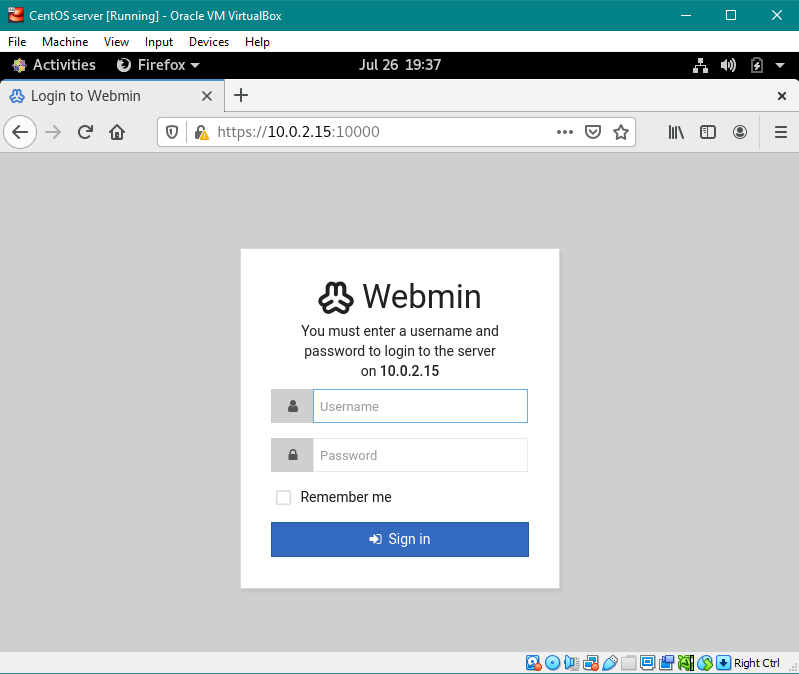 CentOS server [Running] - Oracle VM VirtualBox
File Machine View Input Devices Help
Activities Firefox Jul 26 19:37
Login to Webmin
https://10.0.2.15:10000
Webmin
You must enter a username and
password to login to the server
on 10.0.2.15
Username
Password
Remember me
Sign in
Right Ctrl